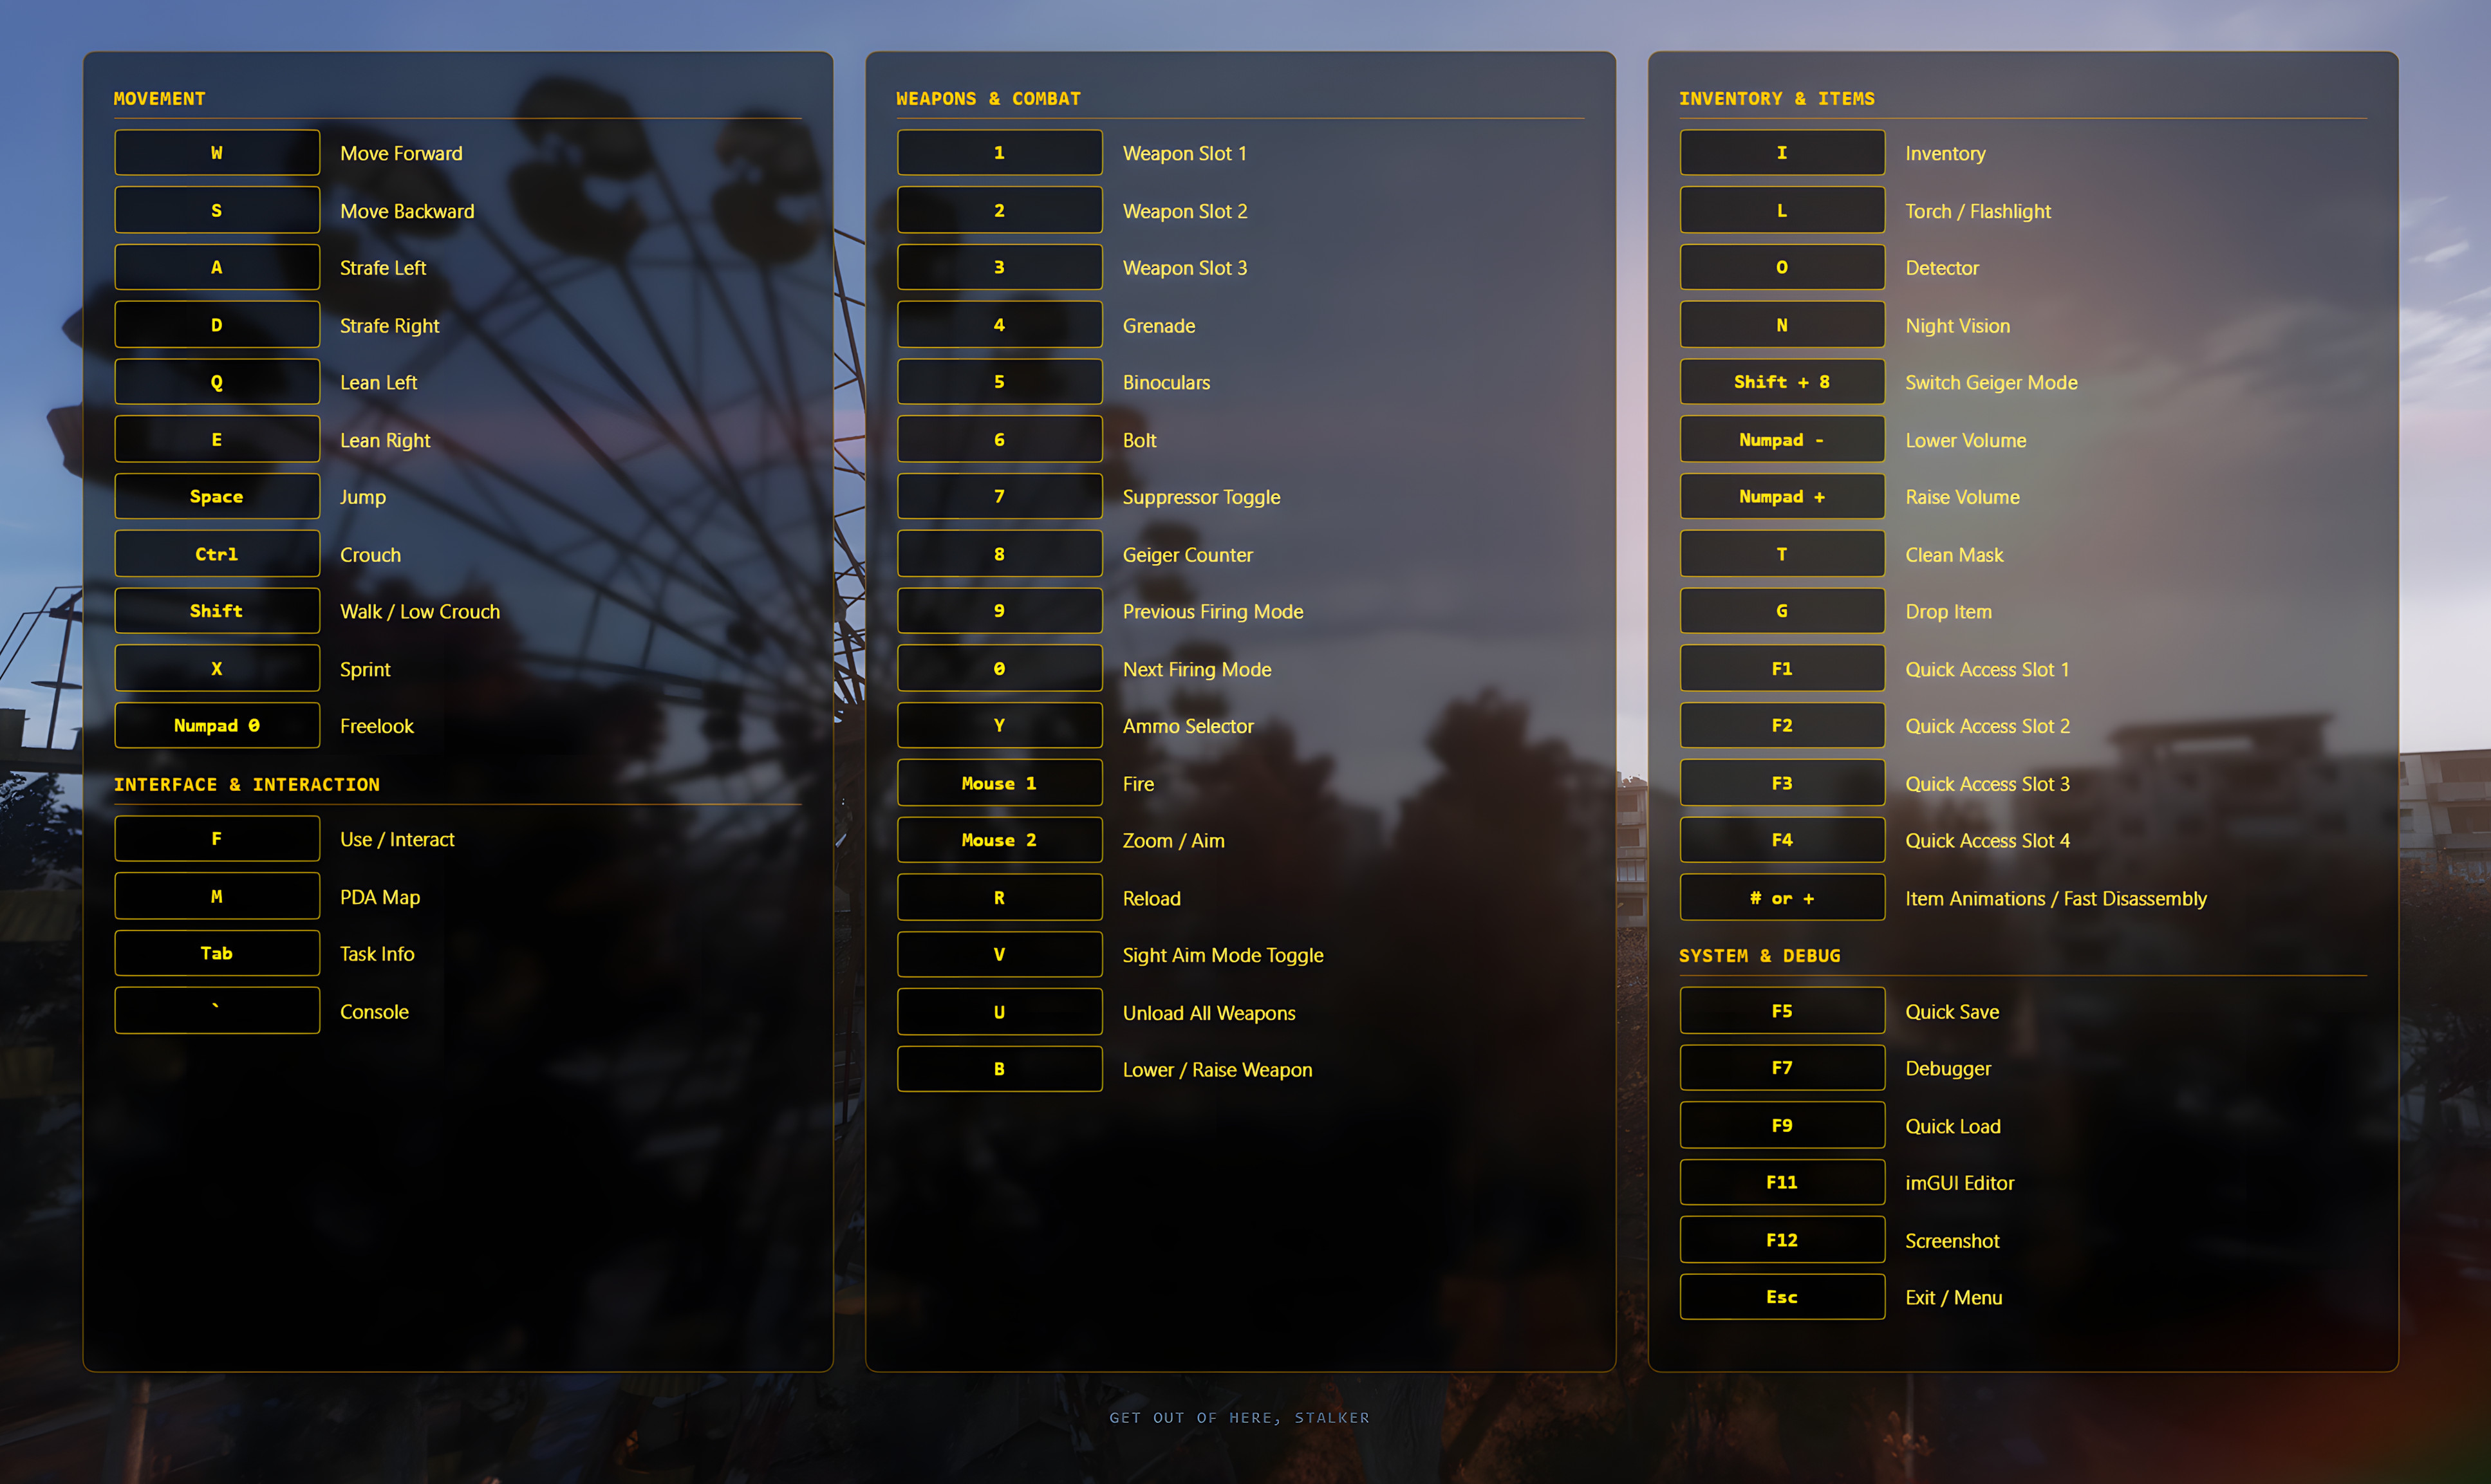 MOVEMENT
W Move Forward
S Move Backward
A Strafe Left
D Strafe Right
Q Lean Left
E Lean Right
Space Jump
Ctrl Crouch
Shift Walk / Low Crouch
X Sprint
Numpad 0 Freelook
INTERFACE & INTERACTION
F Use / Interact
M PDA Map
Tab Task Info
` Console
WEAPONS & COMBAT
1 Weapon Slot 1
2 Weapon Slot 2
3 Weapon Slot 3
4 Grenade
5 Binoculars
6 Bolt
7 Suppressor Toggle
8 Geiger Counter
9 Previous Firing Mode
0 Next Firing Mode
Y Ammo Selector
Mouse 1 Fire
Mouse 2 Zoom / Aim
R Reload
V Sight Aim Mode Toggle
U Unload All Weapons
B Lower / Raise Weapon
INVENTORY & ITEMS
I Inventory
L Torch / Flashlight
O Detector
N Night Vision
Shift + 8 Switch Geiger Mode
Numpad - Lower Volume
Numpad + Raise Volume
T Clean Mask
G Drop Item
F1 Quick Access Slot 1
F2 Quick Access Slot 2
F3 Quick Access Slot 3
F4 Quick Access Slot 4
# or + Item Animations / Fast Disassembly
SYSTEM & DEBUG
F5 Quick Save
F7 Debugger
F9 Quick Load
F11 imGUI Editor
F12 Screenshot
Esc Exit / Menu
GET OUT OF HERE, STALKER